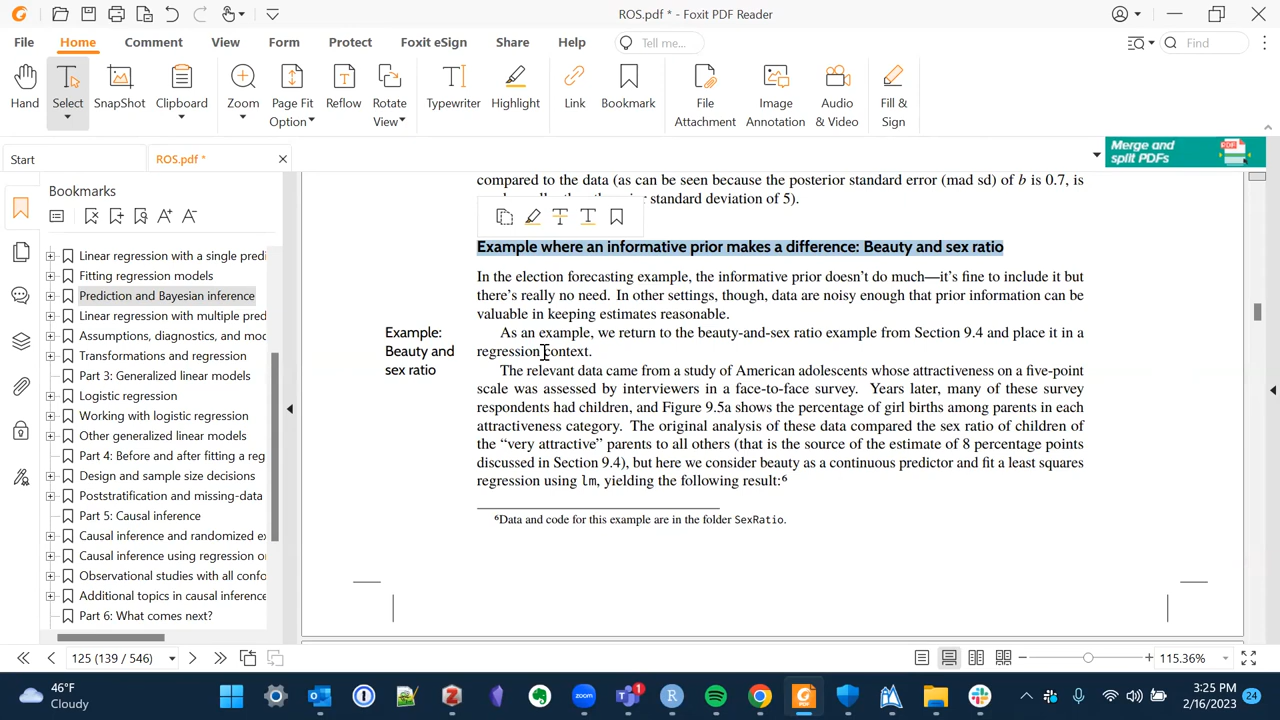 ROS.pdf * - Foxit PDF Reader
File Home Comment View Form Protect Foxit eSign Share Help Tell me... Find
Hand Select SnapShot Clipboard Zoom Page Fit Option Reflow Rotate View Typewriter Highlight Link Bookmark File Attachment Image Annotation Audio & Video Fill & Sign
Start ROS.pdf *
Merge and
split PDFs
Bookmarks
Linear regression with a single predi
Fitting regression models
Prediction and Bayesian inference
Linear regression with multiple pred
Assumptions, diagnostics, and mod
Transformations and regression
Part 3: Generalized linear models
Logistic regression
Working with logistic regression
Other generalized linear models
Part 4: Before and after fitting a reg
Design and sample size decisions
Poststratification and missing-data
Part 5: Causal inference
Causal inference and randomized ex
Causal inference using regression o
Observational studies with all confo
Additional topics in causal inference
Part 6: What comes next?
compared to the data (as can be seen because the posterior standard error (mad sd) of b is 0.7, is
standard deviation of 5).
Example where an informative prior makes a difference: Beauty and sex ratio
In the election forecasting example, the informative prior doesn't do much—it's fine to include it but
there's really no need. In other settings, though, data are noisy enough that prior information can be
valuable in keeping estimates reasonable.
Example:
Beauty and
sex ratio
As an example, we return to the beauty-and-sex ratio example from Section 9.4 and place it in a
regression context.
The relevant data came from a study of American adolescents whose attractiveness on a five-point
scale was assessed by interviewers in a face-to-face survey. Years later, many of these survey
respondents had children, and Figure 9.5a shows the percentage of girl births among parents in each
attractiveness category. The original analysis of these data compared the sex ratio of children of
the “very attractive” parents to all others (that is the source of the estimate of 8 percentage points
discussed in Section 9.4), but here we consider beauty as a continuous predictor and fit a least squares
regression using lm, yielding the following result:⁶
⁶Data and code for this example are in the folder SexRatio.
125 (139 / 546)
115.36%
46°F
Cloudy
1
3:25 PM
2/16/2023
24